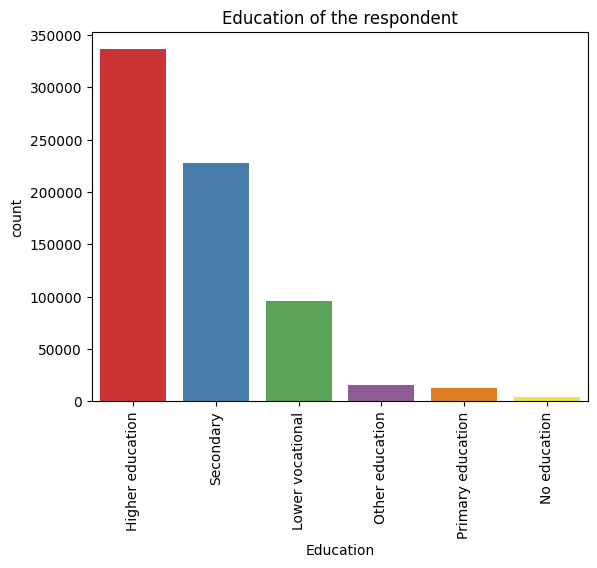 Education of the respondent
350000
300000
250000
200000
150000
100000
50000
0
count
Higher education
Secondary
Lower vocational
Other education
Primary education
No education
Education